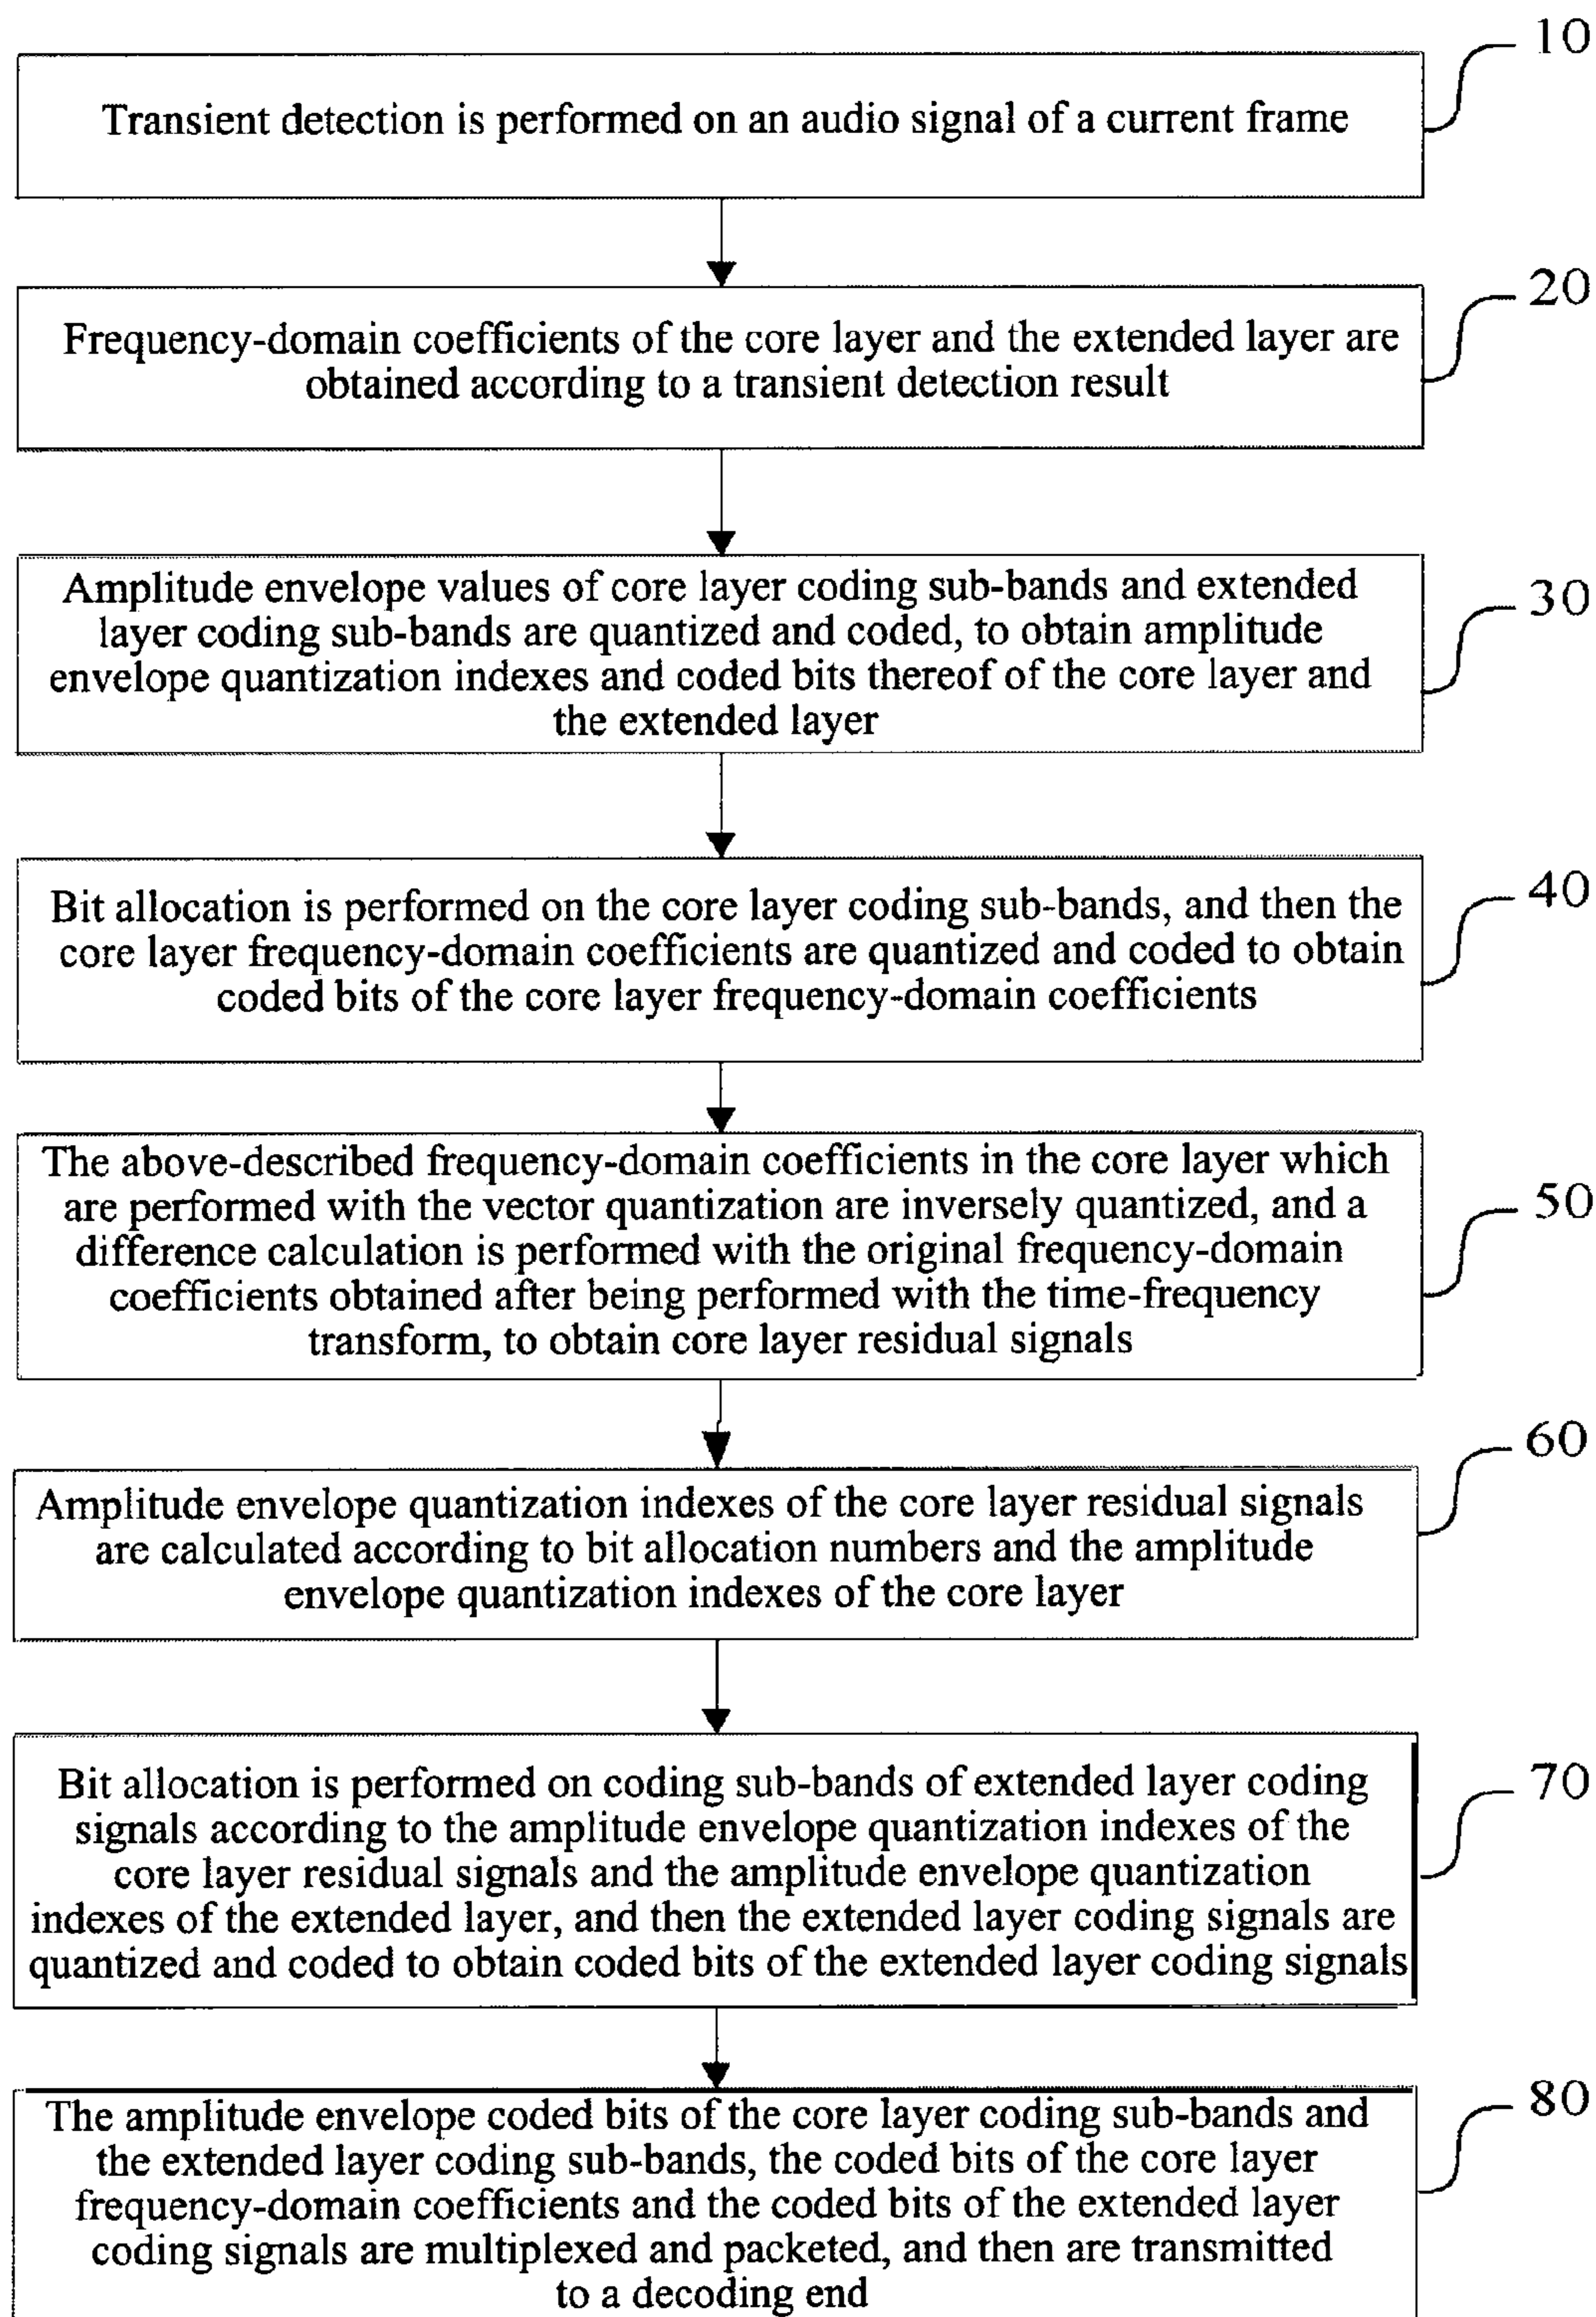 10
Transient detection is performed on an audio signal of a current frame
20
Frequency-domain coefficients of the core layer and the extended layer are
obtained according to a transient detection result
30
Amplitude envelope values of core layer coding sub-bands and extended
layer coding sub-bands are quantized and coded, to obtain amplitude
envelope quantization indexes and coded bits thereof of the core layer and
the extended layer
40
Bit allocation is performed on the core layer coding sub-bands, and then the
core layer frequency-domain coefficients are quantized and coded to obtain
coded bits of the core layer frequency-domain coefficients
50
The above-described frequency-domain coefficients in the core layer which
are performed with the vector quantization are inversely quantized, and a
difference calculation is performed with the original frequency-domain
coefficients obtained after being performed with the time-frequency
transform, to obtain core layer residual signals
60
Amplitude envelope quantization indexes of the core layer residual signals
are calculated according to bit allocation numbers and the amplitude
envelope quantization indexes of the core layer
70
Bit allocation is performed on coding sub-bands of extended layer coding
signals according to the amplitude envelope quantization indexes of the
core layer residual signals and the amplitude envelope quantization
indexes of the extended layer, and then the extended layer coding signals are
quantized and coded to obtain coded bits of the extended layer coding signals
80
The amplitude envelope coded bits of the core layer coding sub-bands and
the extended layer coding sub-bands, the coded bits of the core layer
frequency-domain coefficients and the coded bits of the extended layer
coding signals are multiplexed and packeted, and then are transmitted
to a decoding end